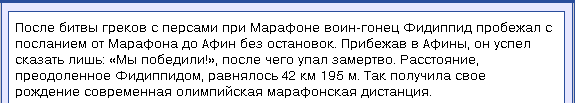 После битвы греков с персами при Марафоне воин-гонец Фидиппид пробежал с
посланием от Марафона до Афин без остановок. Прибежав в Афины, он успел
сказать лишь: «Мы победили!», после чего упал замертво. Расстояние,
преодоленное Фидиппидом, равнялось 42 км 195 м. Так получила свое
рождение современная олимпийская марафонская дистанция.